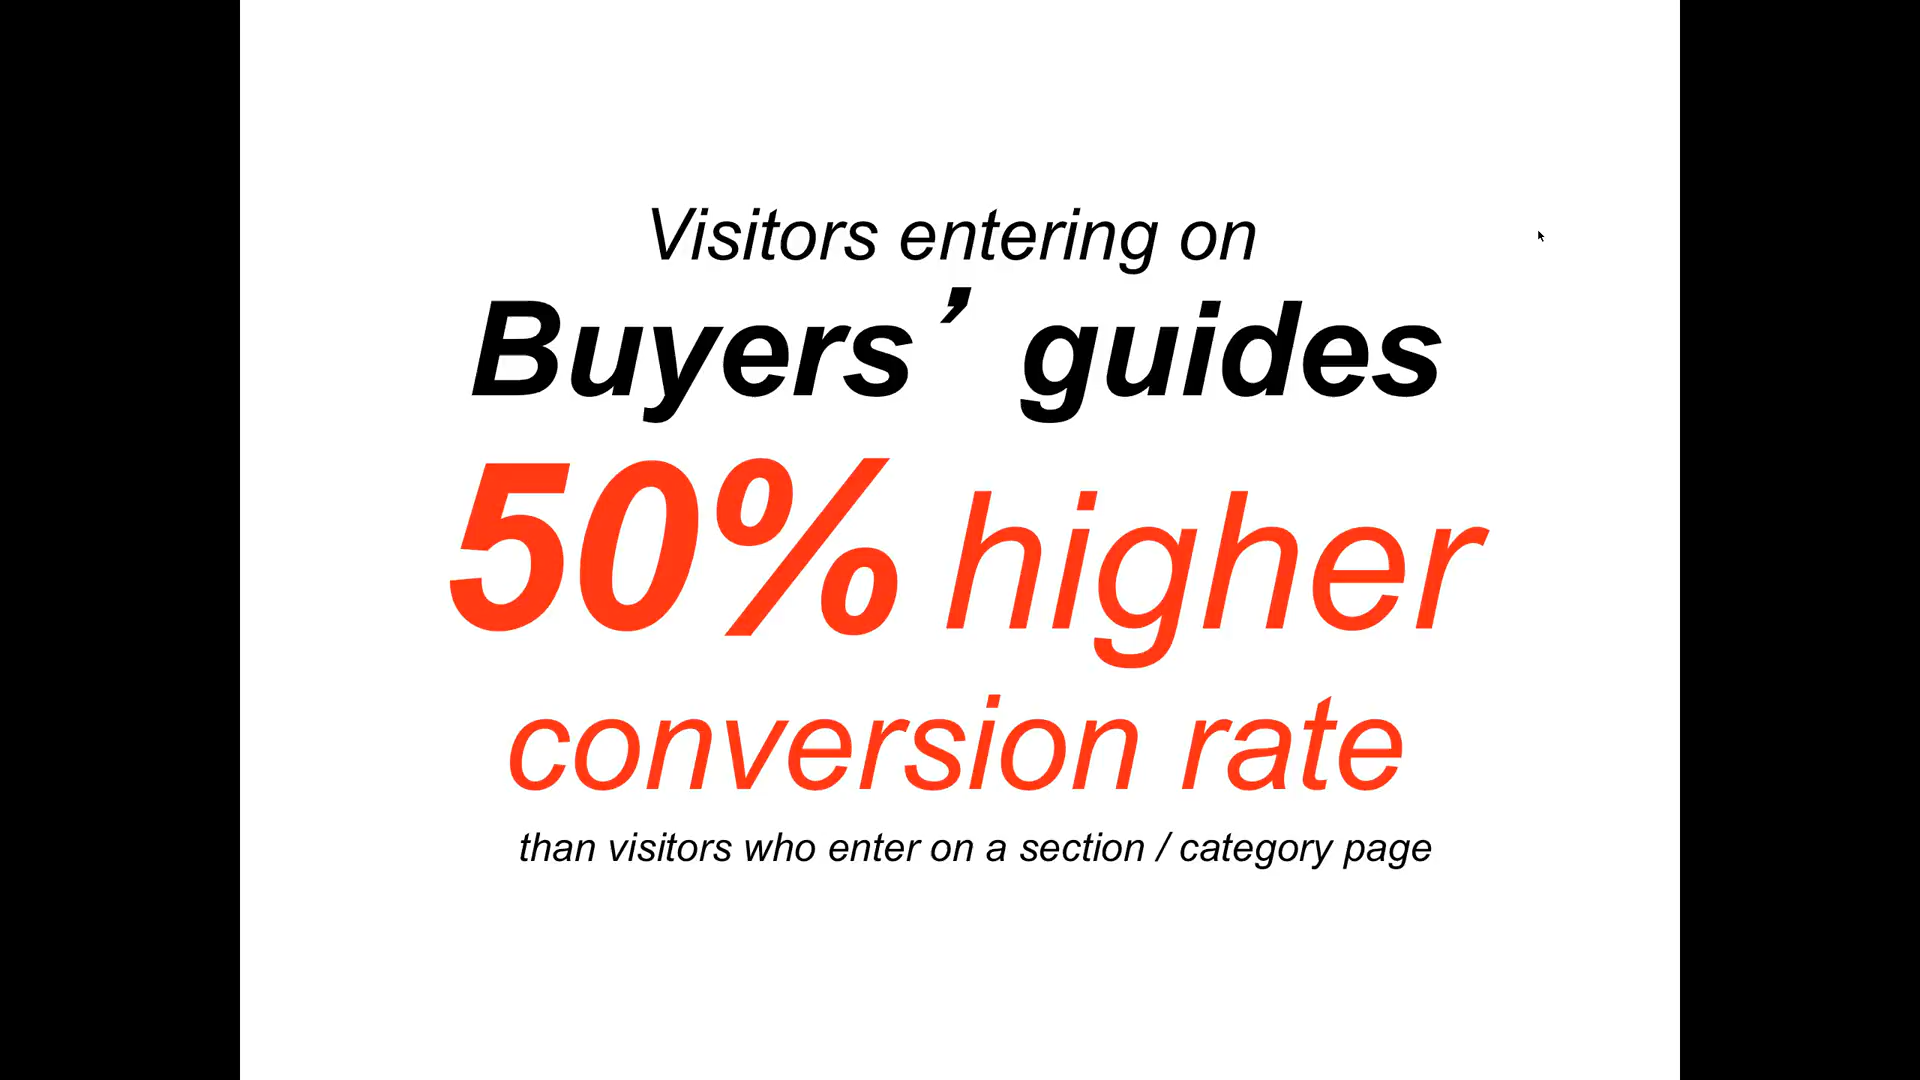 Visitors entering on
Buyers’ guides
50% higher
conversion rate
than visitors who enter on a section / category page